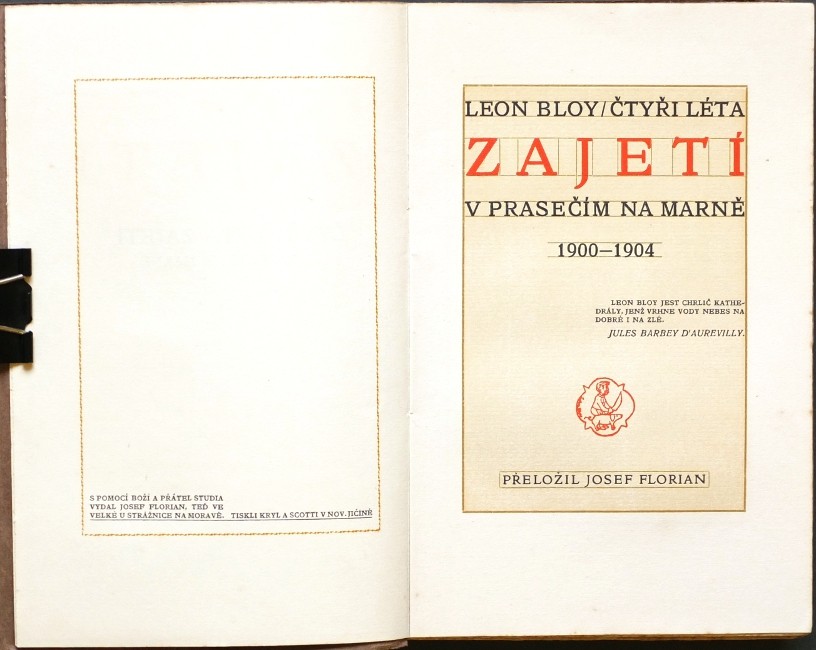 S POMOCÍ BOŽÍ A PŘÁTEL STUDIA
VYDAL JOSEF FLORIAN, TEĎ VE
VELKÉ U STRÁŽNICE NA MORAVĚ. TISKLI KRYL A SCOTTI V NOV. JIČÍNĚ
LEON BLOY/ČTYŘI LÉTA
ZAJETÍ
V PRASEČÍM NA MARNĚ
1900—1904
LEON BLOY JEST CHRLIČ KATHE-
DRÁLY, JENŽ VRHNE VODY NEBES NA
DOBRÉ I NA ZLÉ.
JULES BARBEY D'AUREVILLY.
PŘELOŽIL JOSEF FLORIAN